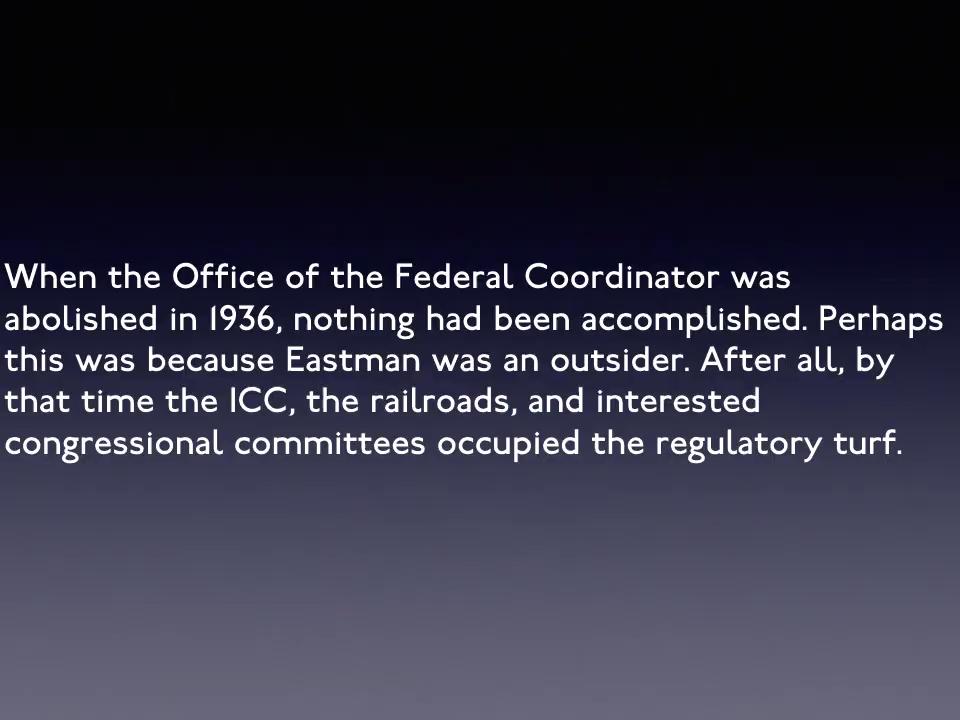 When the Office of the Federal Coordinator was
abolished in 1936, nothing had been accomplished. Perhaps
this was because Eastman was an outsider. After all, by
that time the ICC, the railroads, and interested
congressional committees occupied the regulatory turf.